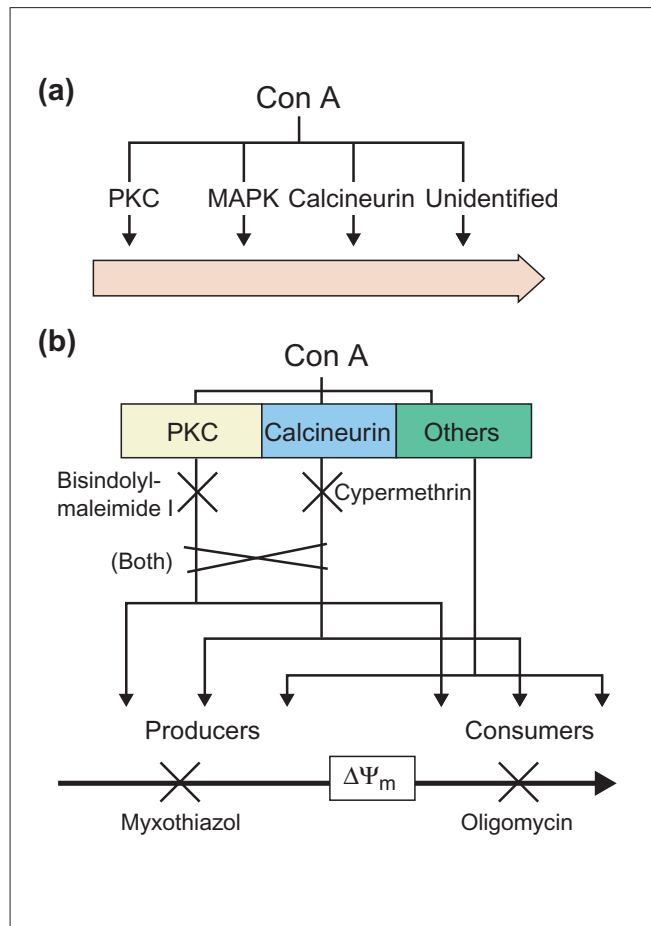 (a)
Con A
PKC MAPK Calcineurin Unidentified
(b)
Con A
PKC Calcineurin Others
Bisindolyl-
maleimide I
Cypermethrin
(Both)
Producers Consumers
ΔΨm
Myxothiazol Oligomycin